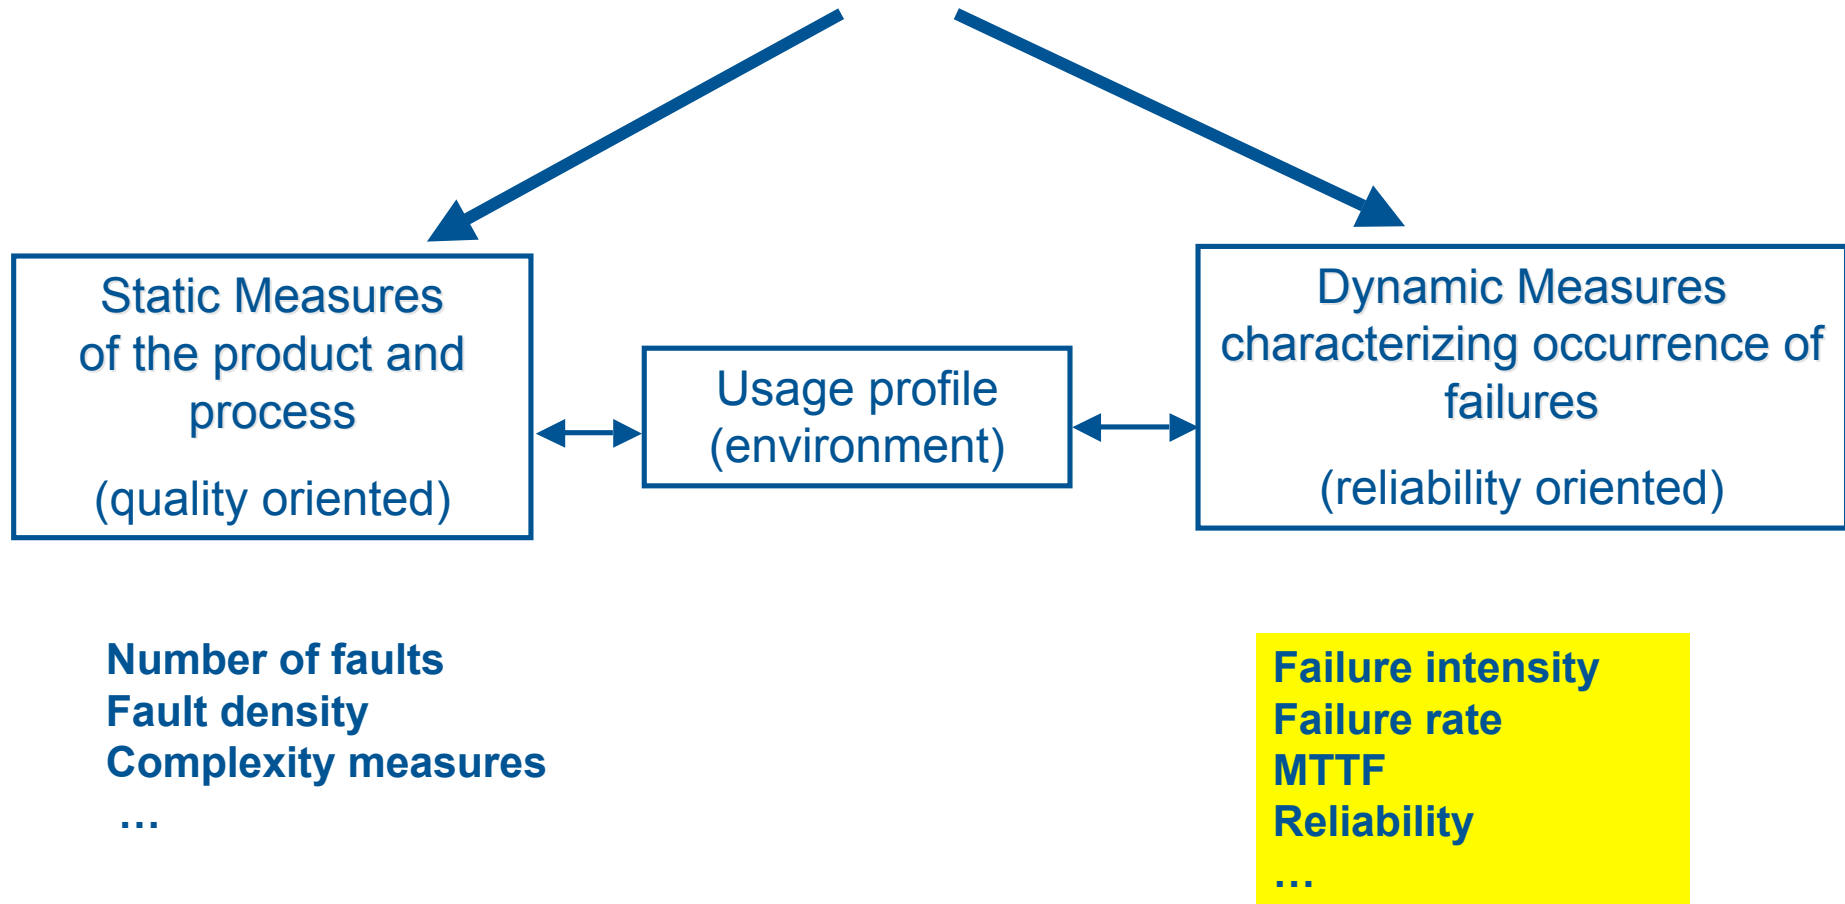 Static Measures
of the product and
process
(quality oriented)
Usage profile
(environment)
Dynamic Measures
characterizing occurrence of
failures
(reliability oriented)
Number of faults
Fault density
Complexity measures
…
Failure intensity
Failure rate
MTTF
Reliability
…